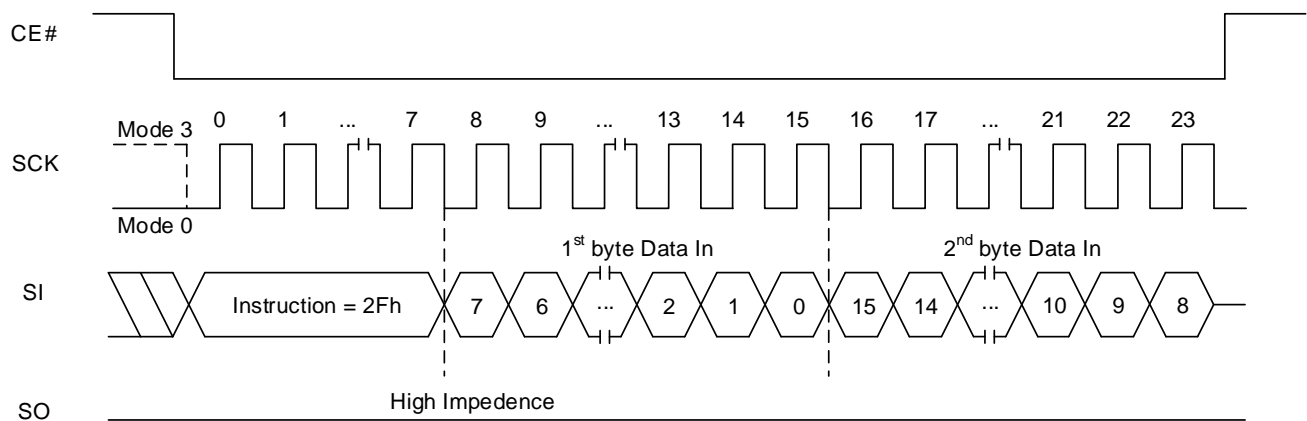 CE#
0 1 ... 7 8 9 ... 13 14 15 16 17 ... 21 22 23
Mode 3
SCK
Mode 0
1st byte Data In 2nd byte Data In
SI Instruction = 2Fh 7 6 ... 2 1 0 15 14 ... 10 9 8
High Impedence
SO